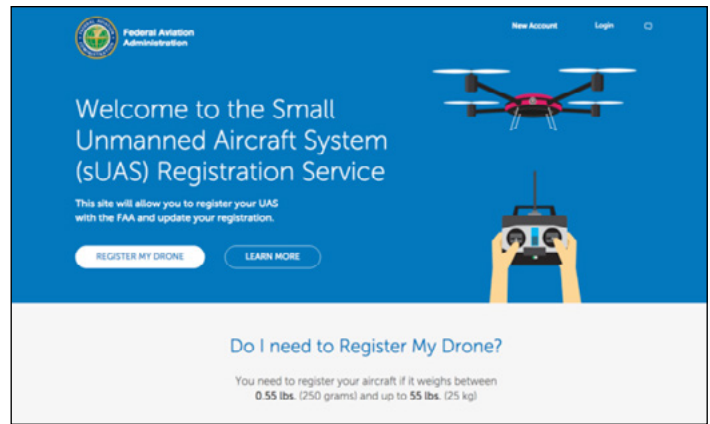 Federal Aviation
Administration
New Account
Login
Welcome to the Small
Unmanned Aircraft System
(sUAS) Registration Service
This site will allow you to register your UAS
with the FAA and update your registration.
REGISTER MY DRONE
LEARN MORE
Do I need to Register My Drone?
You need to register your aircraft if it weighs between
0.55 lbs. (250 grams) and up to 55 lbs. (25 kg)